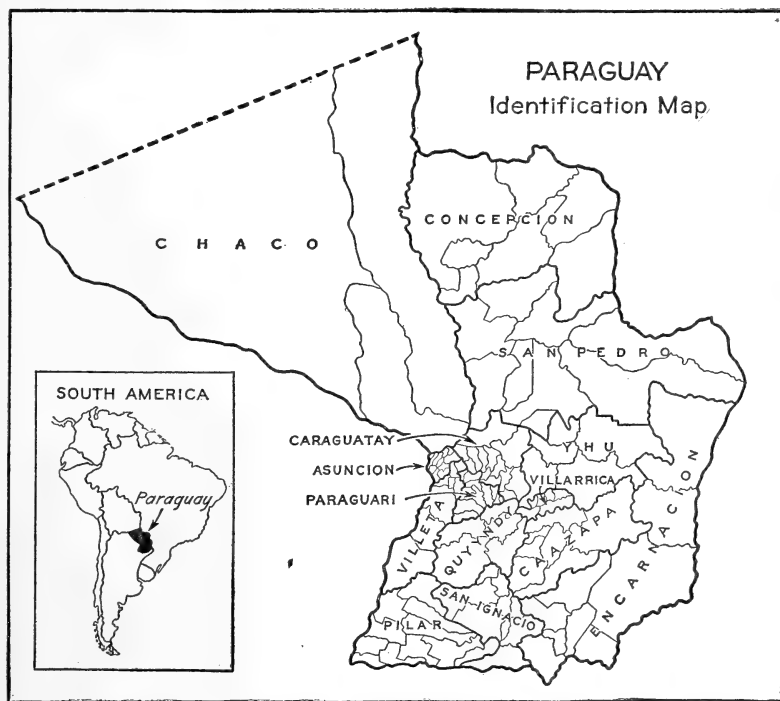 PARAGUAY
Identification Map
CONCEPCION
CHACO
SAN PEDRO
SOUTH AMERICA
Paraguay
CARAGUATAY
ASUNCION
PARAGUARI
YHU
VILLARRICA
VILLETA
QUYINDY
CAAZAPA
ENCARNACION
SAN IGNACIO
PILAR